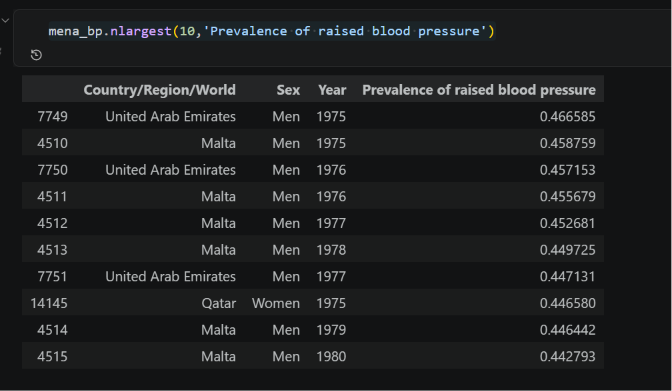 mena_bp.nlargest(10,'Prevalence of raised blood pressure')
Country/Region/World Sex Year Prevalence of raised blood pressure
7749 United Arab Emirates Men 1975 0.466585
4510 Malta Men 1975 0.458759
7750 United Arab Emirates Men 1976 0.457153
4511 Malta Men 1976 0.455679
4512 Malta Men 1977 0.452681
4513 Malta Men 1978 0.449725
7751 United Arab Emirates Men 1977 0.447131
14145 Qatar Women 1975 0.446580
4514 Malta Men 1979 0.446442
4515 Malta Men 1980 0.442793